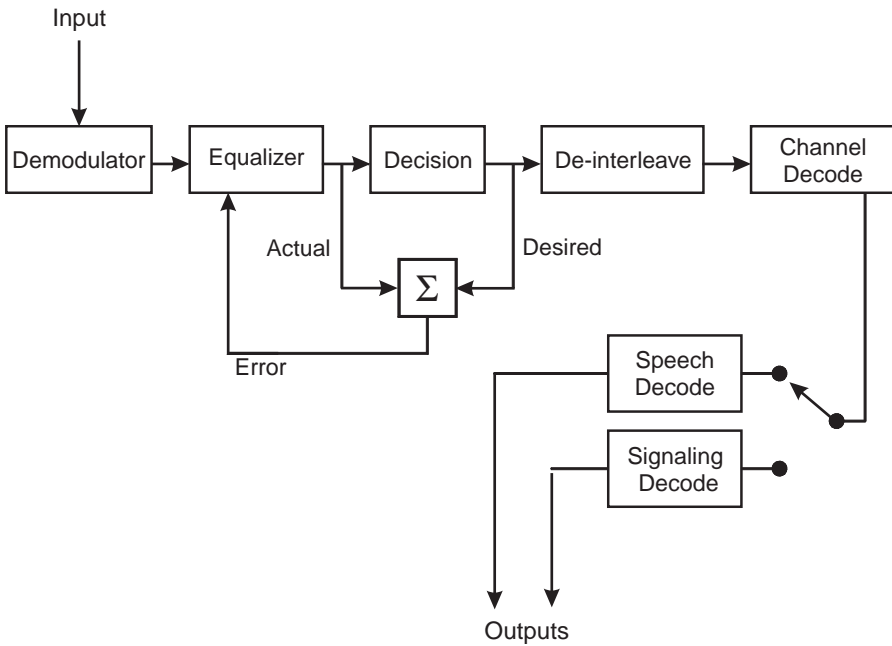 Input
Demodulator
Equalizer
Decision
De-interleave
Channel
Decode
Actual
Desired
Σ
Error
Speech
Decode
Signaling
Decode
Outputs